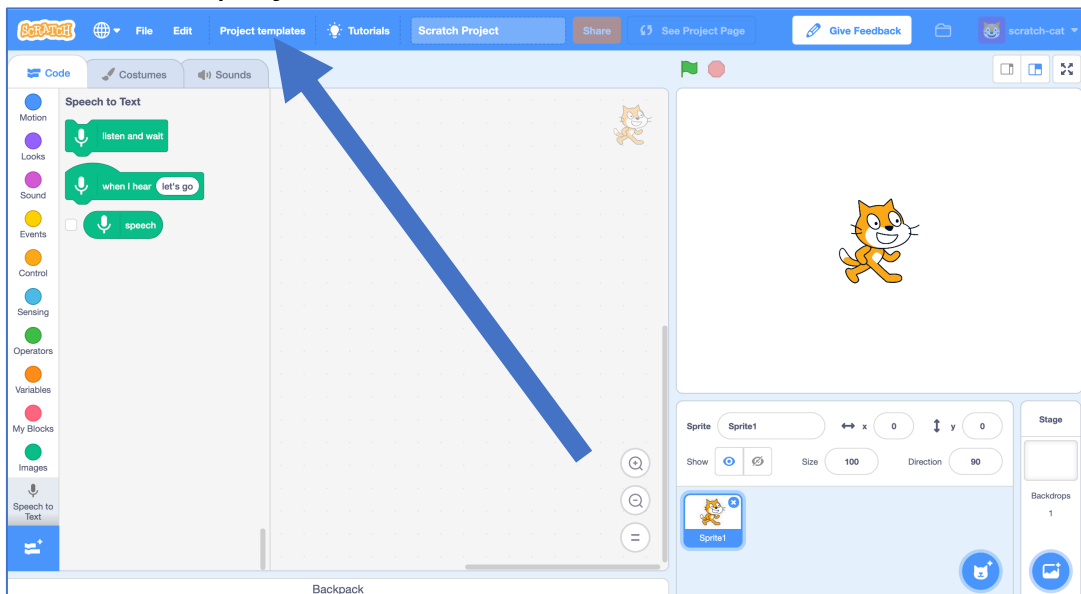 SCRATCH File Edit Project templates Tutorials Scratch Project Share See Project Page Give Feedback scratch-cat
Code Costumes Sounds
Motion
Looks
Sound
Events
Control
Sensing
Operators
Variables
My Blocks
Images
Speech to
Text
Speech to Text
listen and wait
when I hear let's go
speech
Backpack
Sprite Sprite1 x 0 y 0
Show Size 100 Direction 90
Sprite1
Stage
Backdrops
1